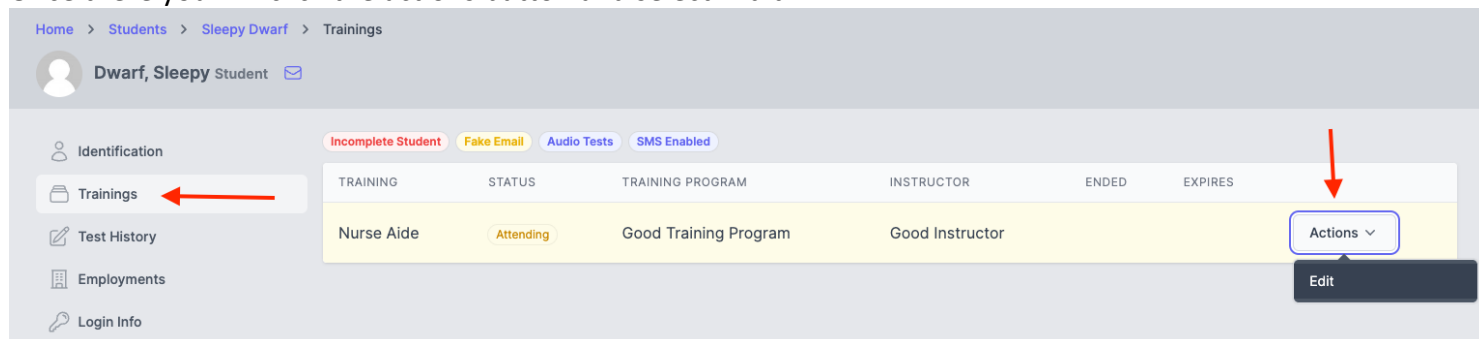 Home > Students > Sleepy Dwarf > Trainings
Dwarf, Sleepy Student
Identification
Trainings
Test History
Employments
Login Info
Incomplete Student Fake Email Audio Tests SMS Enabled
TRAINING STATUS TRAINING PROGRAM INSTRUCTOR ENDED EXPIRES
Nurse Aide Attending Good Training Program Good Instructor Actions
Edit